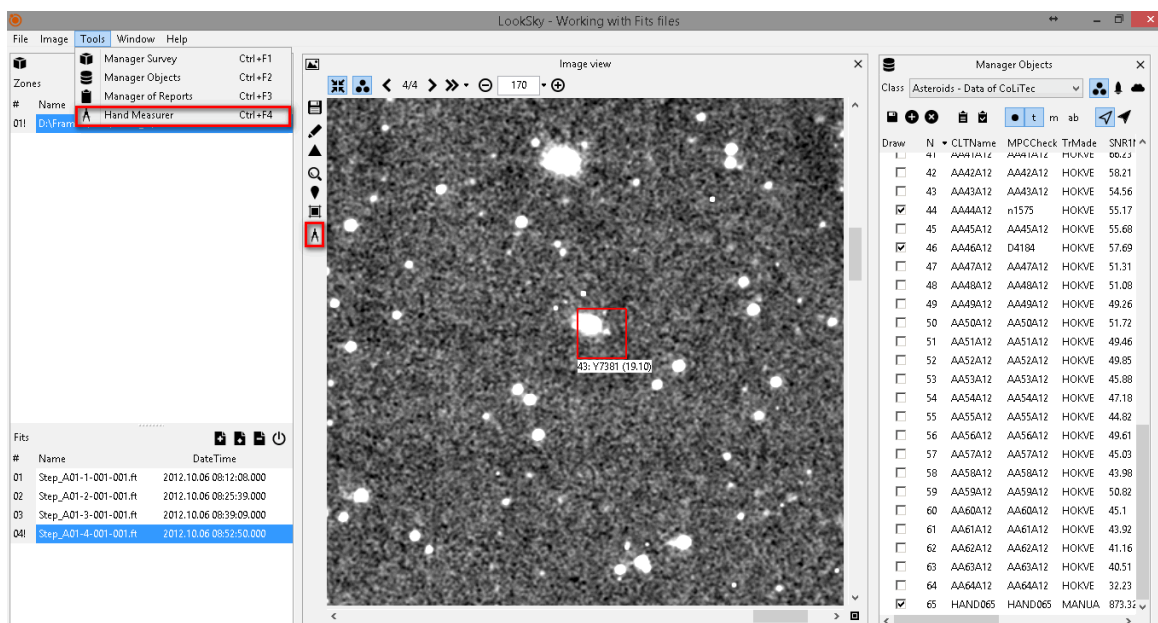 LookSky - Working with Fits files
File Image Tools Window Help
Manager Survey Ctrl+F1
Manager Objects Ctrl+F2
Manager of Reports Ctrl+F3
Hand Measurer Ctrl+F4
Zones
# Name
01! D:\Fram
Image view
4/4 170
43: Y7381 (19.10)
Fits
# Name DateTime
01 Step_A01-1-001-001.ft 2012.10.06 08:12:08.000
02 Step_A01-2-001-001.ft 2012.10.06 08:25:39.000
03 Step_A01-3-001-001.ft 2012.10.06 08:39:09.000
04! Step_A01-4-001-001.ft 2012.10.06 08:52:50.000
Manager Objects
Class Asteroids - Data of CoLiTec
t m ab
Draw N CLTName MPCCheck TrMade SNR1
41 AA41A12 AA41A12 HOKVE 66.23
42 AA42A12 AA42A12 HOKVE 58.21
43 AA43A12 AA43A12 HOKVE 54.56
44 AA44A12 n1575 HOKVE 55.17
45 AA45A12 AA45A12 HOKVE 55.68
46 AA46A12 D4184 HOKVE 57.69
47 AA47A12 AA47A12 HOKVE 51.31
48 AA48A12 AA48A12 HOKVE 51.08
49 AA49A12 AA49A12 HOKVE 49.26
50 AA50A12 AA50A12 HOKVE 51.72
51 AA51A12 AA51A12 HOKVE 49.46
52 AA52A12 AA52A12 HOKVE 49.85
53 AA53A12 AA53A12 HOKVE 45.88
54 AA54A12 AA54A12 HOKVE 47.18
55 AA55A12 AA55A12 HOKVE 44.82
56 AA56A12 AA56A12 HOKVE 49.61
57 AA57A12 AA57A12 HOKVE 45.03
58 AA58A12 AA58A12 HOKVE 43.98
59 AA59A12 AA59A12 HOKVE 50.82
60 AA60A12 AA60A12 HOKVE 45.1
61 AA61A12 AA61A12 HOKVE 43.92
62 AA62A12 AA62A12 HOKVE 41.16
63 AA63A12 AA63A12 HOKVE 40.51
64 AA64A12 AA64A12 HOKVE 32.23
65 HAND065 HAND065 MANUA 873.32